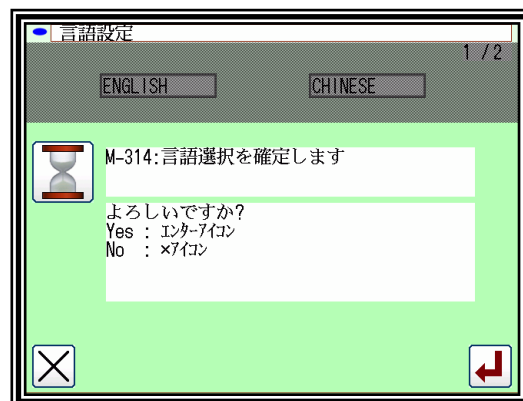 言語設定
1 /2
ENGLISH
CHINESE
M-314:言語選択を確定します
よろしいですか?
Yes : ｴﾝﾀｰｱｲｺﾝ
No  : ×ｱｲｺﾝ